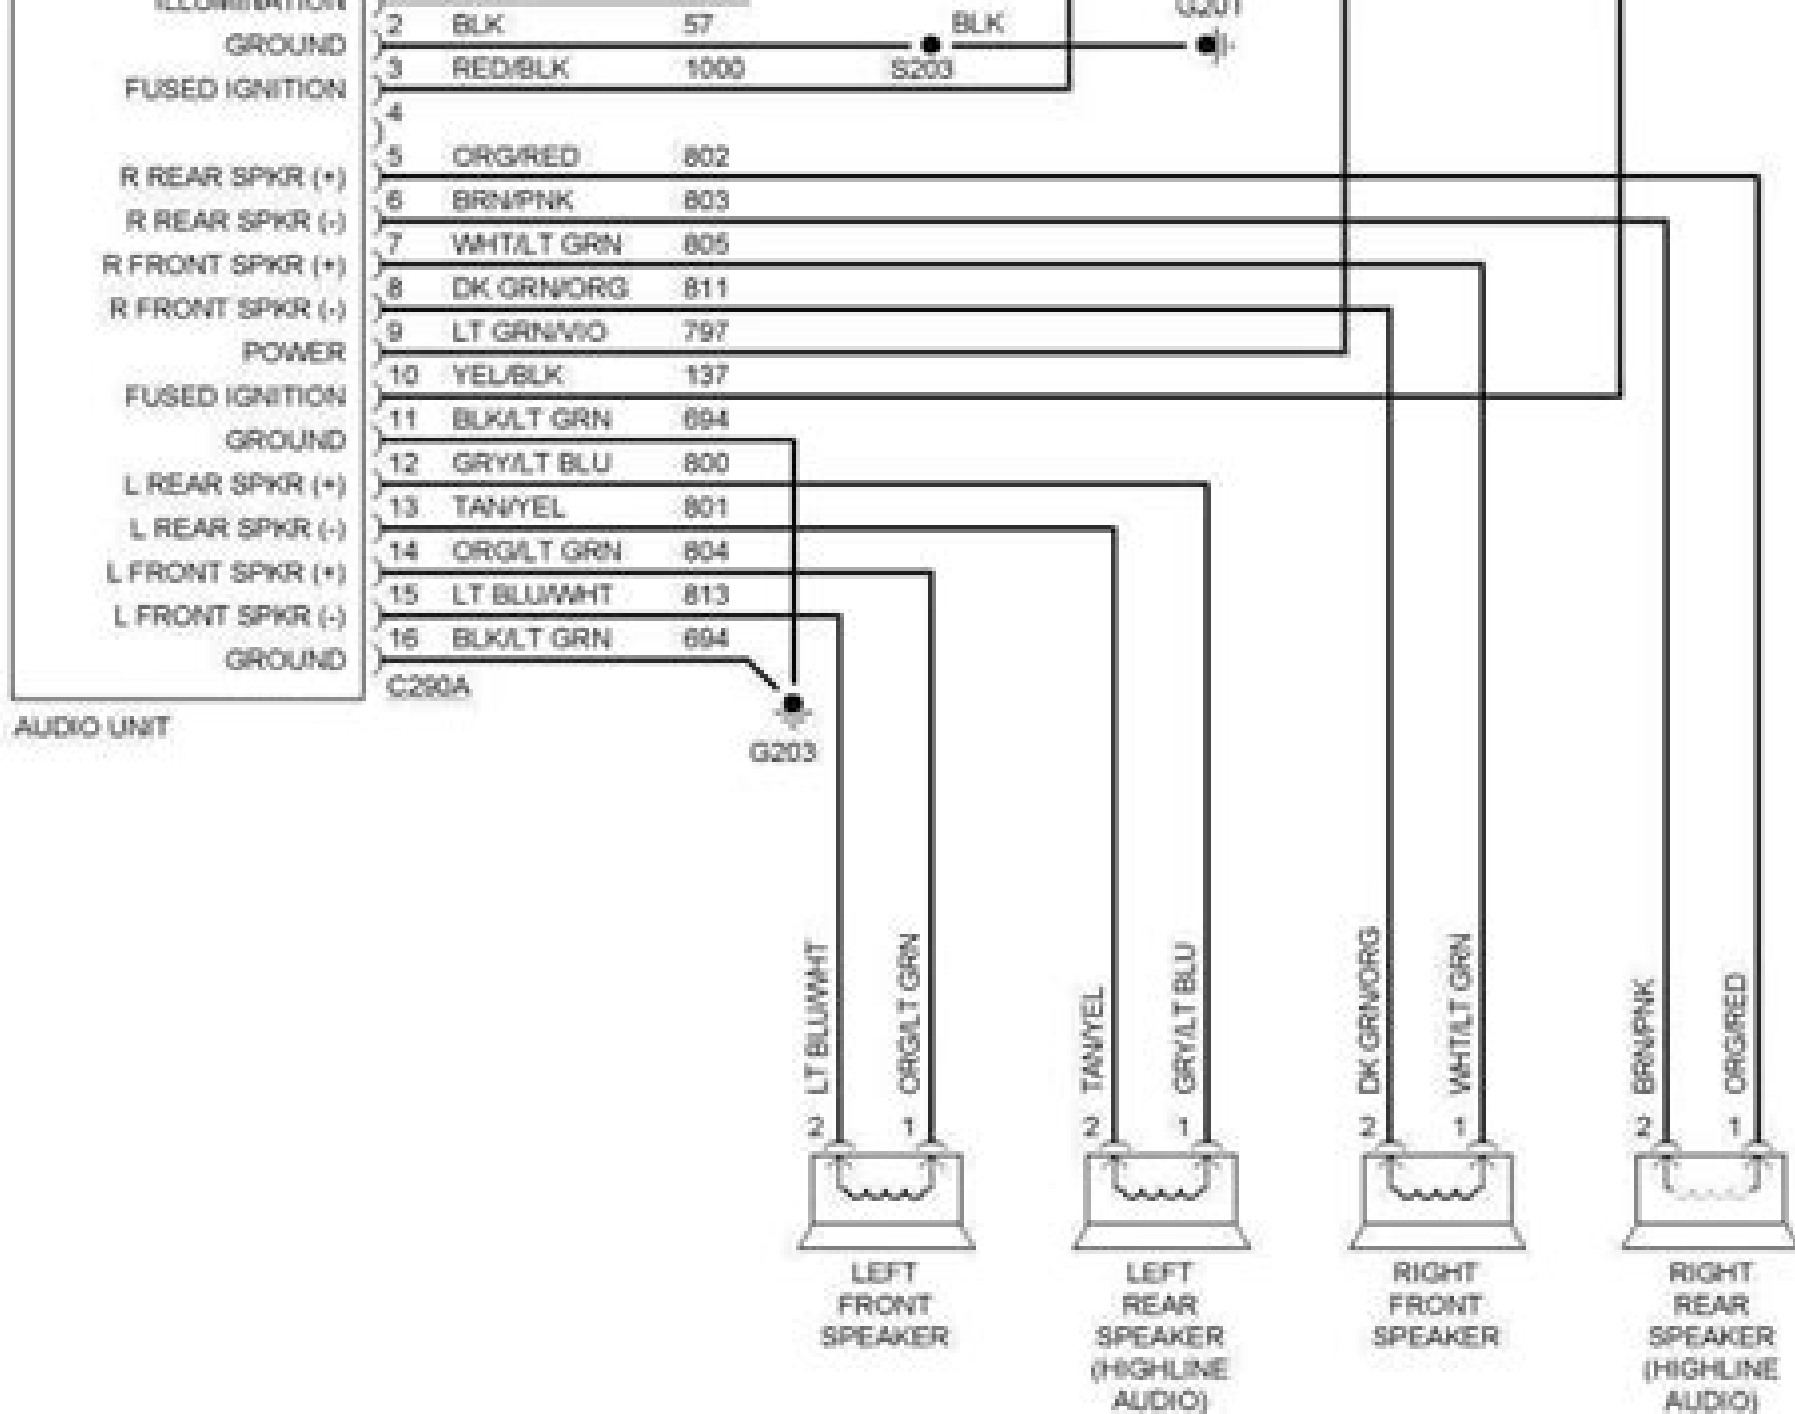 ILLUMINATION
2 BLK 57 BLK G201
GROUND
3 RED/BLK 1000 S203
FUSED IGNITION
4
5 ORG/RED 802
R REAR SPKR (+)
6 BRN/PNK 803
R REAR SPKR (-)
7 WHT/LT GRN 805
R FRONT SPKR (+)
8 DK GRN/ORG 811
R FRONT SPKR (-)
9 LT GRN/VIO 797
POWER
10 YEL/BLK 137
FUSED IGNITION
11 BLK/LT GRN 694
GROUND
12 GRY/LT BLU 800
L REAR SPKR (+)
13 TAN/YEL 801
L REAR SPKR (-)
14 ORG/LT GRN 804
L FRONT SPKR (+)
15 LT BLU/WHT 813
L FRONT SPKR (-)
16 BLK/LT GRN 694
GROUND
C290A
AUDIO UNIT
G203
2 LT BLU/WHT
1 ORG/LT GRN
2 TAN/YEL
1 GRY/LT BLU
2 DK GRN/ORG
1 WHT/LT GRN
2 BRN/PNK
1 ORG/RED
LEFT
FRONT
SPEAKER
LEFT
REAR
SPEAKER
(HIGHLINE
AUDIO)
RIGHT
FRONT
SPEAKER
RIGHT
REAR
SPEAKER
(HIGHLINE
AUDIO)